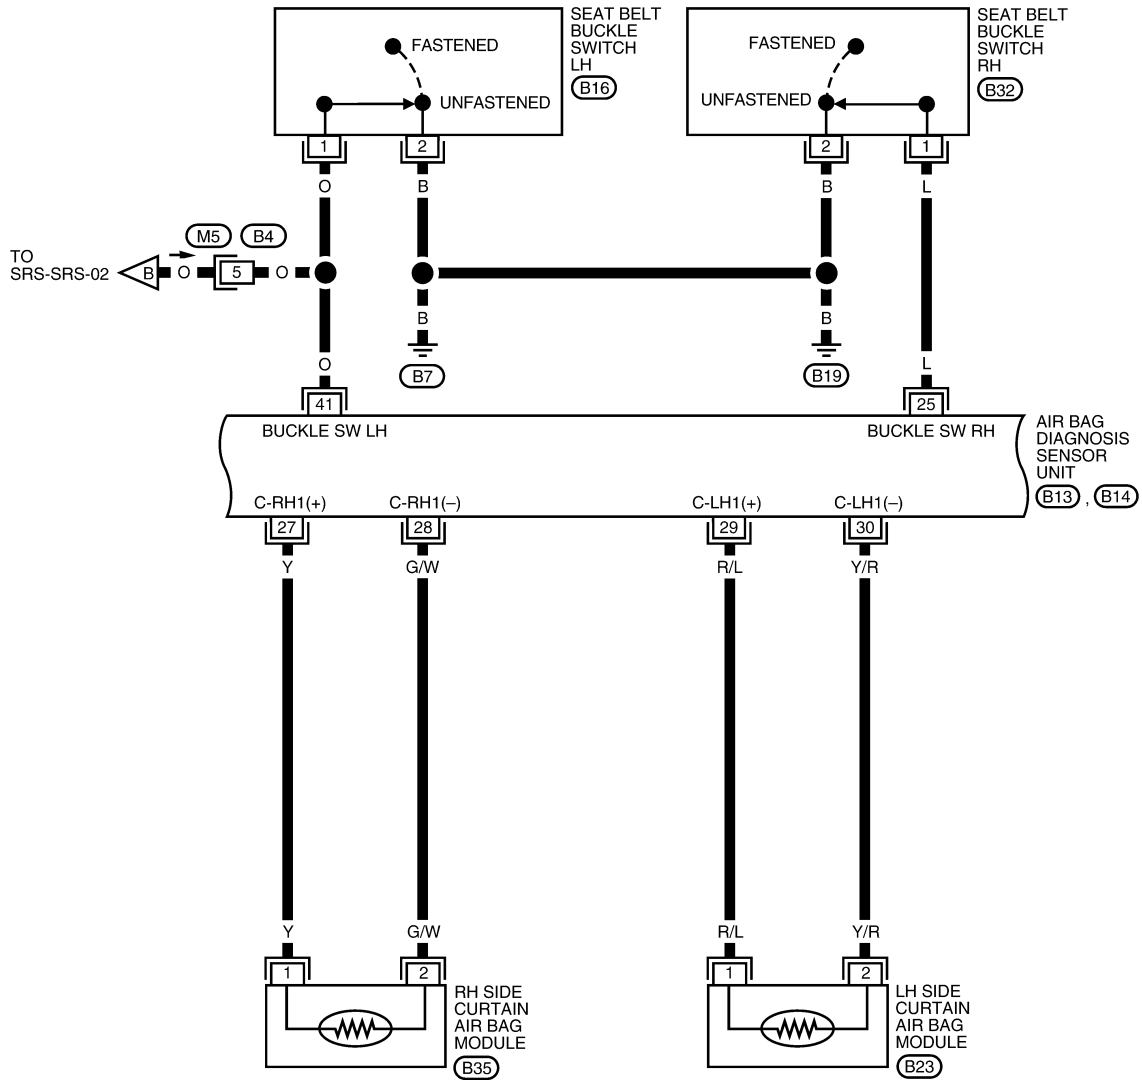 SEAT BELT
BUCKLE
SWITCH
LH
B16
FASTENED
UNFASTENED
1
2
SEAT BELT
BUCKLE
SWITCH
RH
B32
FASTENED
UNFASTENED
2
1
O
B
B
L
M5
B4
TO
SRS-SRS-02
B
O
5
O
B
B
B7
B19
O
L
41
25
BUCKLE SW LH
BUCKLE SW RH
AIR BAG
DIAGNOSIS
SENSOR
UNIT
B13 , B14
C-RH1(+)
C-RH1(–)
C-LH1(+)
C-LH1(–)
27
28
29
30
Y
G/W
R/L
Y/R
Y
G/W
R/L
Y/R
1
2
1
2
RH SIDE
CURTAIN
AIR BAG
MODULE
B35
LH SIDE
CURTAIN
AIR BAG
MODULE
B23